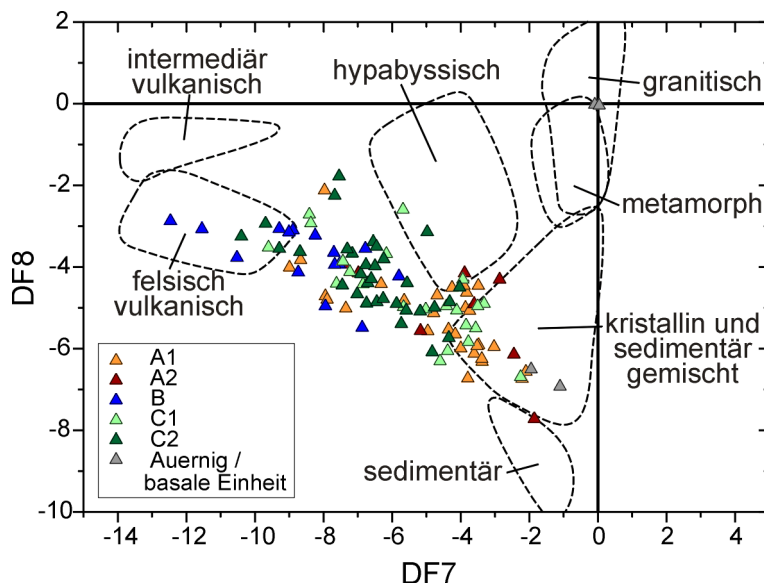 2
0
-2
-4
-6
-8
-10
DF8
intermediär
vulkanisch
hypabyssisch
granitisch
metamorph
felsisch
vulkanisch
kristallin und
sedimentär
gemischt
sedimentär
A1
A2
B
C1
C2
Auernig /
basale Einheit
-14 -12 -10 -8 -6 -4 -2 0 2 4
DF7